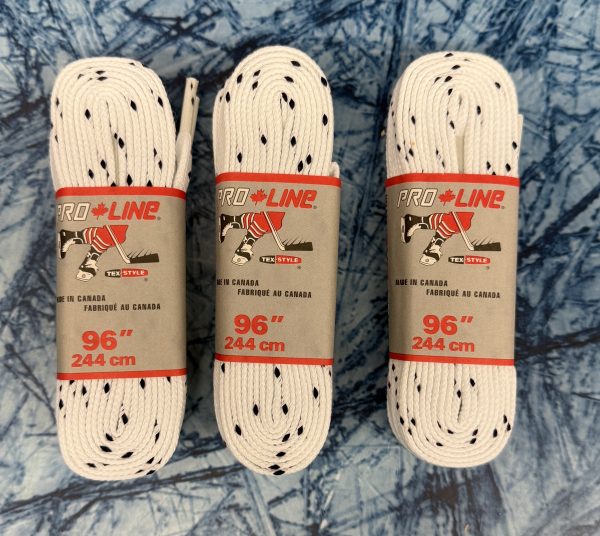 PRO LINE®
TEX-STYLE®
MADE IN CANADA
FABRIQUÉ AU CANADA
96"
244 cm
PRO LINE®
TEX-STYLE®
MADE IN CANADA
FABRIQUÉ AU CANADA
96"
244 cm
PRO LINE®
TEX-STYLE®
MADE IN CANADA
FABRIQUÉ AU CANADA
96"
244 cm